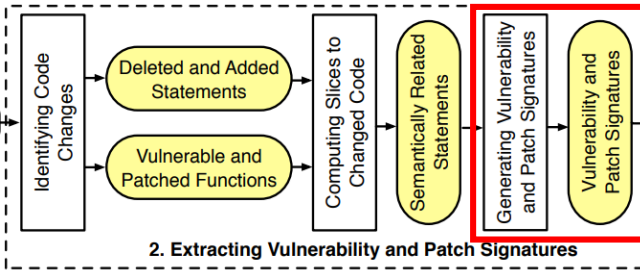 Identifying Code
Changes
Deleted and Added
Statements
Vulnerable and
Patched Functions
Computing Slices to
Changed Code
Semantically Related
Statements
Generating Vulnerability
and Patch Signatures
Vulnerability and
Patch Signatures
2. Extracting Vulnerability and Patch Signatures